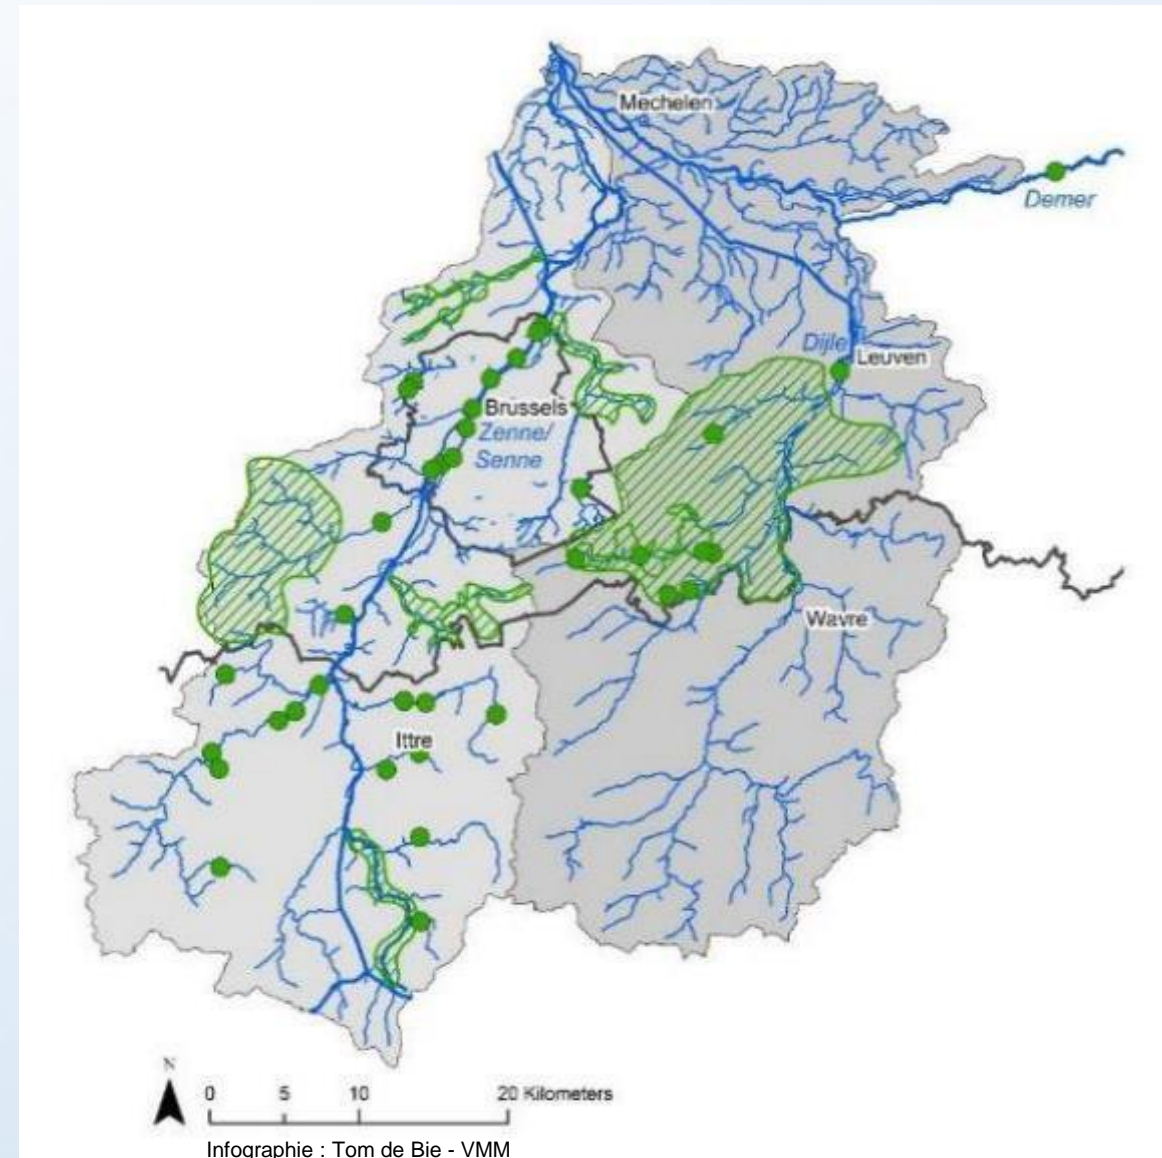 Mechelen
Demer
Dijle
Leuven
Brussels
Zenne/
Senne
Wavre
Ittre
N
0 5 10 20 Kilometers
Infographie : Tom de Bie - VMM